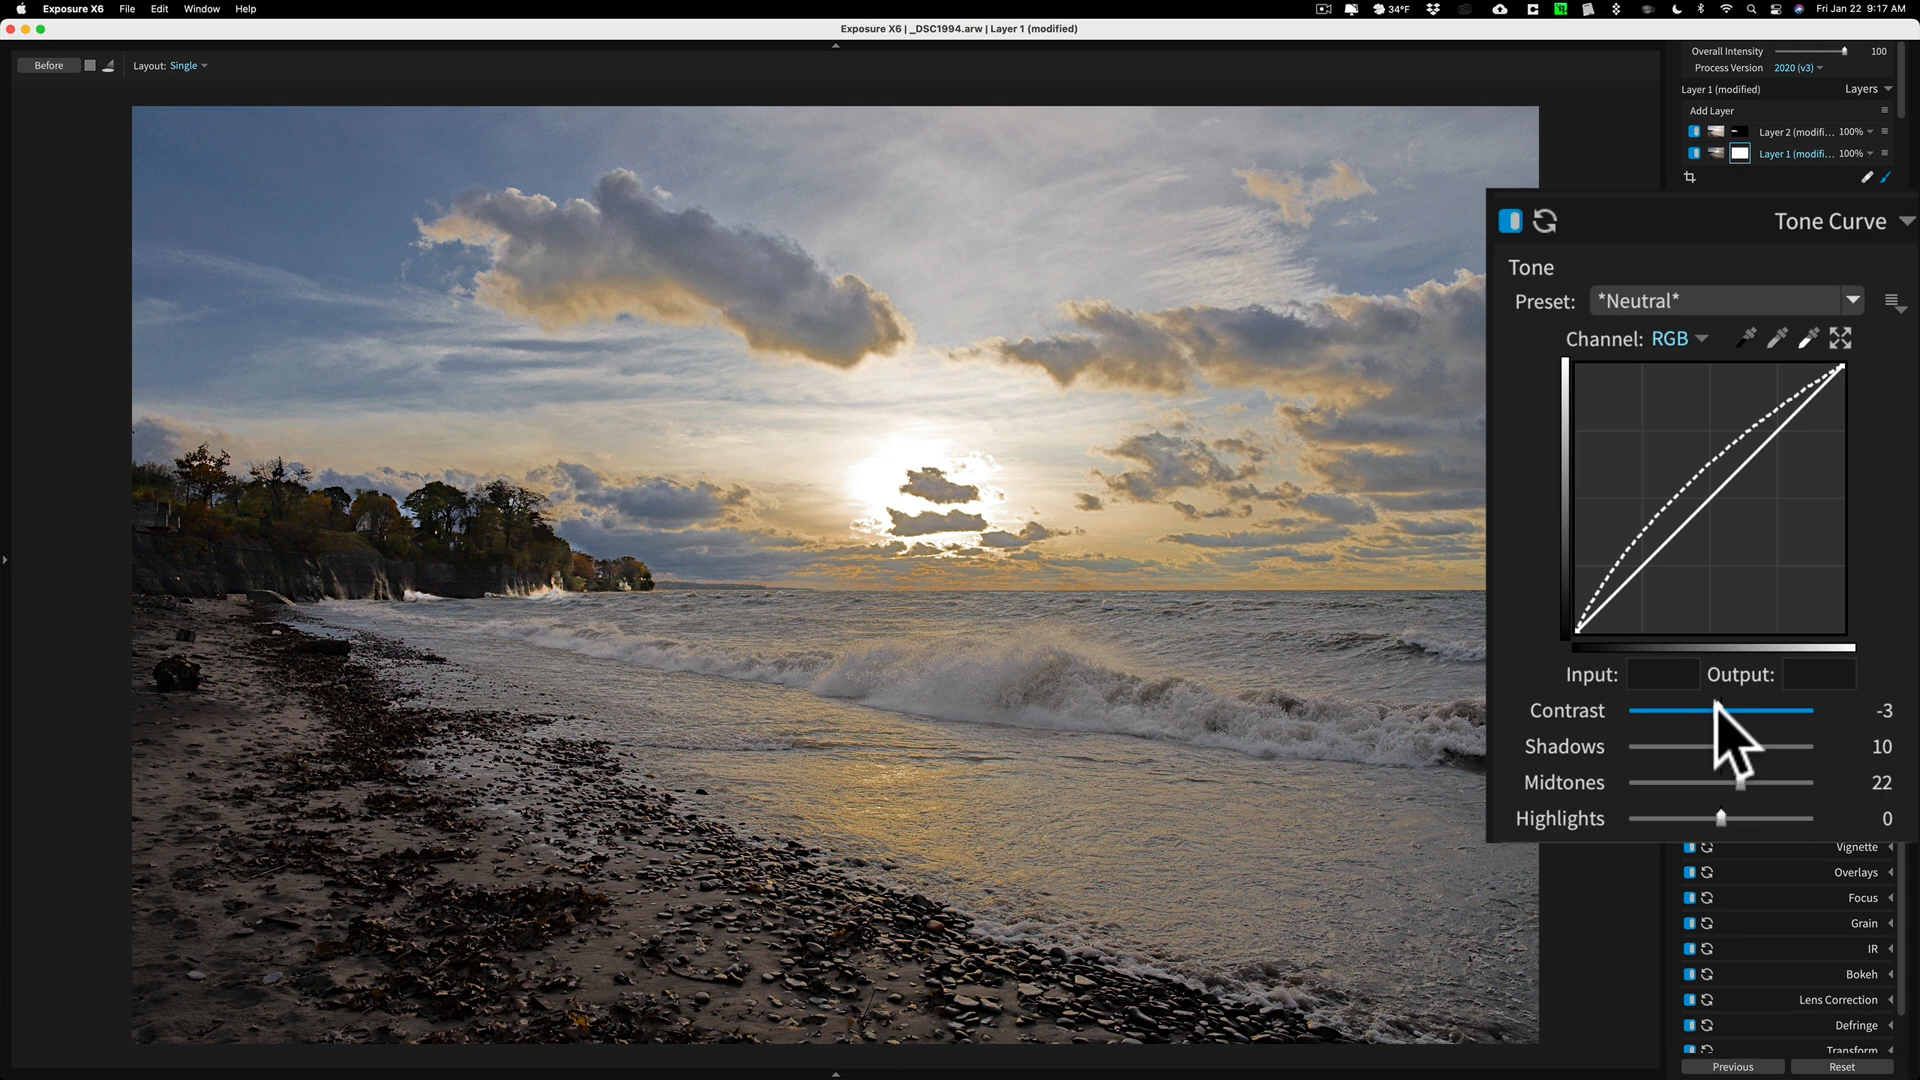 Exposure X6 File Edit Window Help 34°F Fri Jan 22 9:17 AM
Exposure X6 | _DSC1994.arw | Layer 1 (modified)
Before Layout: Single
Overall Intensity 100
Process Version 2020 (v3)
Layer 1 (modified) Layers
Add Layer
Layer 2 (modifi... 100%
Layer 1 (modifi... 100%
Tone Curve
Tone
Preset: *Neutral*
Channel: RGB
Input: Output:
Contrast -3
Shadows 10
Midtones 22
Highlights 0
Vignette
Overlays
Focus
Grain
IR
Bokeh
Lens Correction
Defringe
Transform
Previous Reset